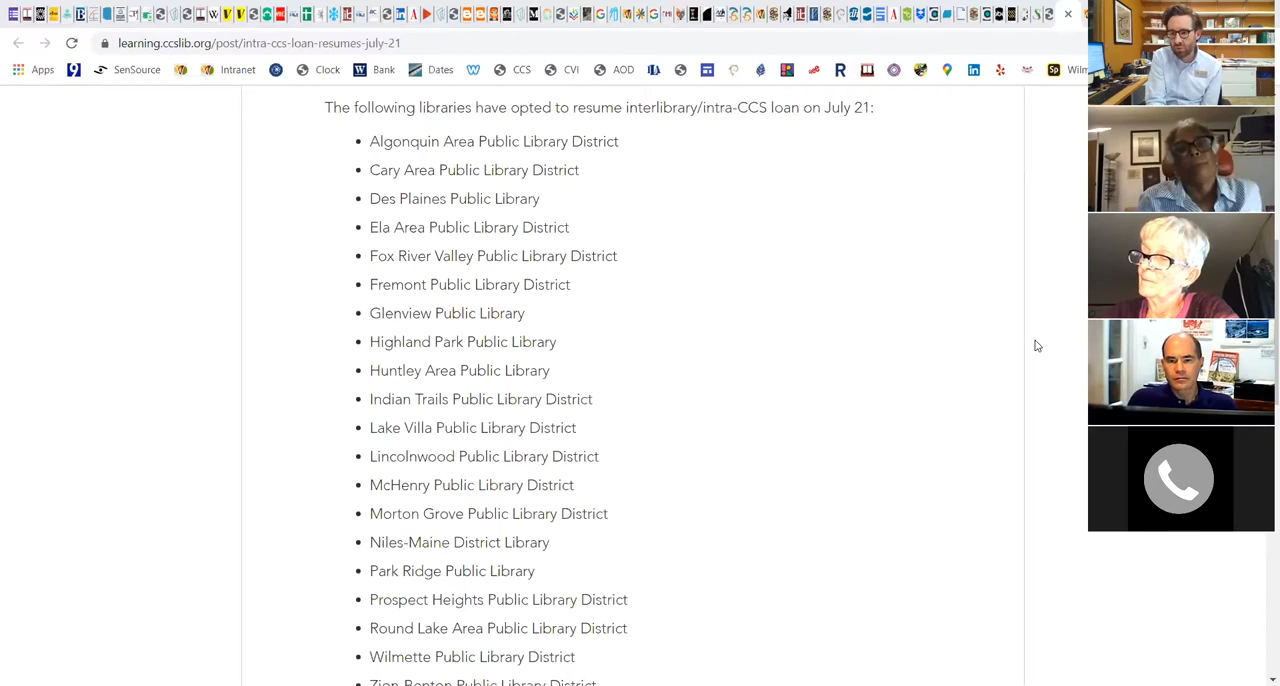 learning.ccslib.org/post/intra-ccs-loan-resumes-july-21
Apps SenSource Intranet Clock Bank Dates CCS CVI AOD Wilm
The following libraries have opted to resume interlibrary/intra-CCS loan on July 21:
• Algonquin Area Public Library District
• Cary Area Public Library District
• Des Plaines Public Library
• Ela Area Public Library District
• Fox River Valley Public Library District
• Fremont Public Library District
• Glenview Public Library
• Highland Park Public Library
• Huntley Area Public Library
• Indian Trails Public Library District
• Lake Villa Public Library District
• Lincolnwood Public Library District
• McHenry Public Library District
• Morton Grove Public Library District
• Niles-Maine District Library
• Park Ridge Public Library
• Prospect Heights Public Library District
• Round Lake Area Public Library District
• Wilmette Public Library District
• Zion-Benton Public Library District